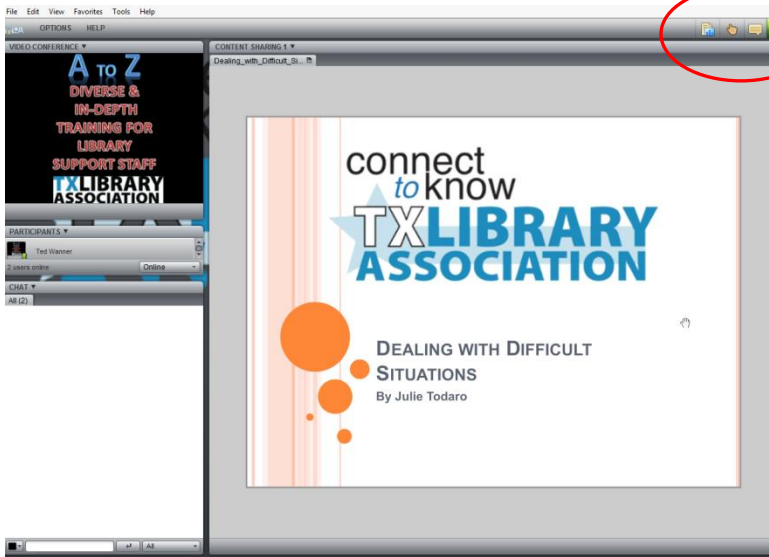 File Edit View Favorites Tools Help
OPTIONS HELP
VIDEO CONFERENCE
A TO Z
DIVERSE &
IN-DEPTH
TRAINING FOR
LIBRARY
SUPPORT STAFF
TXLIBRARY
ASSOCIATION
PARTICIPANTS
Ted Wanner
2 users online Online
CHAT
All (2)
All
CONTENT SHARING 1
Dealing_with_Difficult_Si...
connect
to know
TXLIBRARY
ASSOCIATION
DEALING WITH DIFFICULT
SITUATIONS
By Julie Todaro